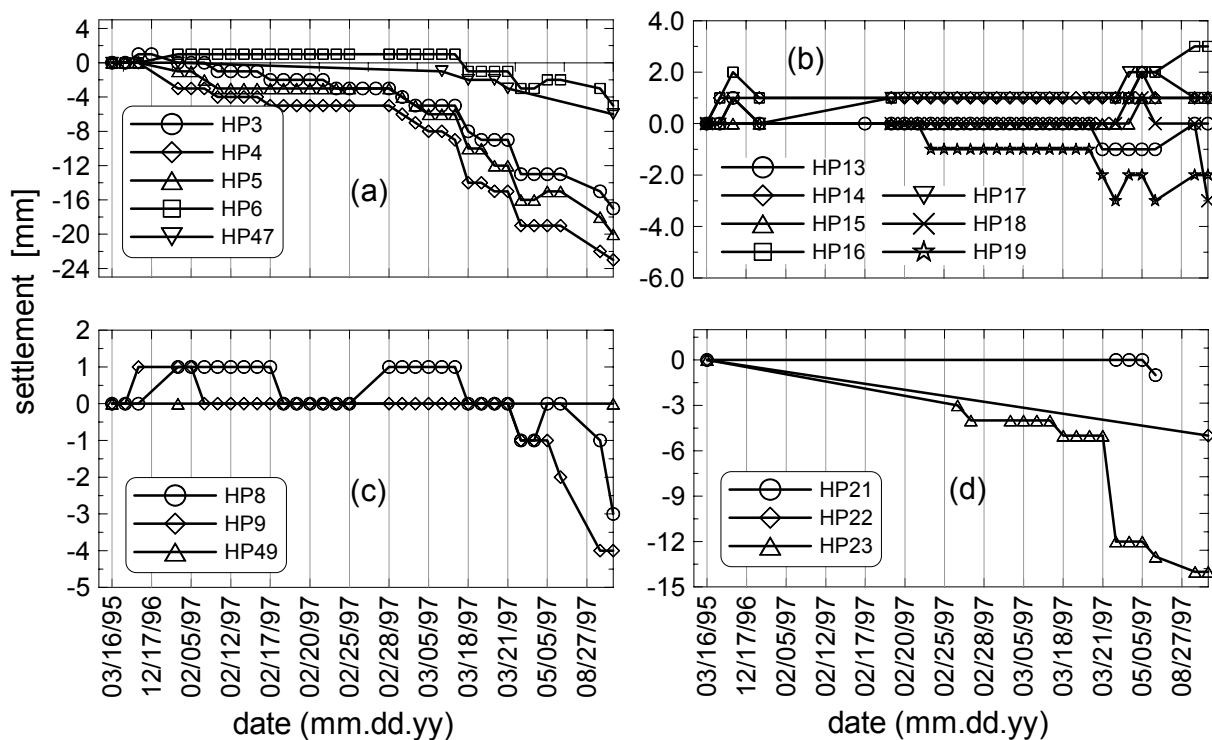 settlement [mm]
4
0
-4
-8
-12
-16
-20
-24
HP3
HP4
HP5
HP6
HP47
(a)
6.0
4.0
2.0
0.0
-2.0
-4.0
6.0
(b)
HP13
HP14
HP15
HP16
HP17
HP18
HP19
2
1
0
-1
-2
-3
-4
-5
HP8
HP9
HP49
(c)
03/16/95
12/17/96
02/05/97
02/12/97
02/17/97
02/20/97
02/25/97
02/28/97
03/05/97
03/18/97
03/21/97
05/05/97
08/27/97
date (mm.dd.yy)
0
-3
-6
-9
-12
-15
HP21
HP22
HP23
(d)
03/16/95
12/17/96
02/05/97
02/12/97
02/17/97
02/20/97
02/25/97
02/28/97
03/05/97
03/18/97
03/21/97
05/05/97
08/27/97
date (mm.dd.yy)